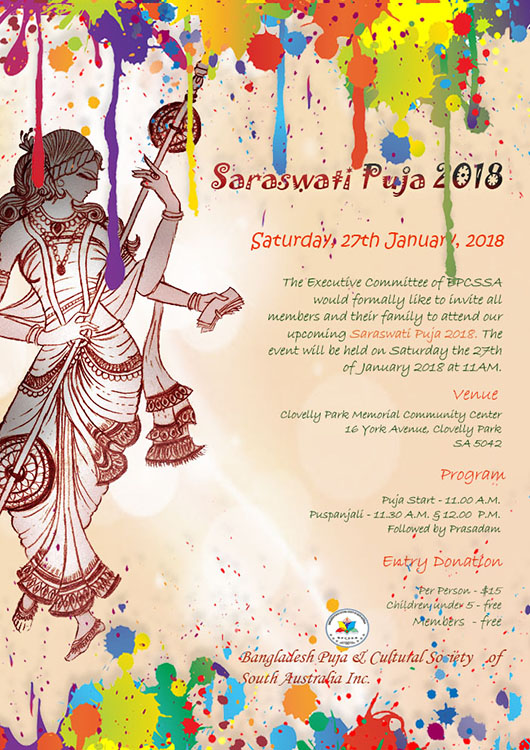 Saraswati Puja 2018
Saturday, 27th January, 2018
The Executive Committee of BPCSSA
would formally like to invite all
members and their family to attend our
upcoming Saraswati Puja 2018. The
event will be held on Saturday the 27th
of January 2018 at 11AM.
Venue
Clovelly Park Memorial Community Center
16 York Avenue, Clovelly Park
SA 5042
Program
Puja Start - 11.00 A.M.
Puspanjali - 11.30 A.M. & 12.00 P.M.
Followed by Prasadam
Entry Donation
Per Person - $15
Children under 5 - free
Members - free
Bangladesh Puja & Cultural Society of
South Australia Inc.